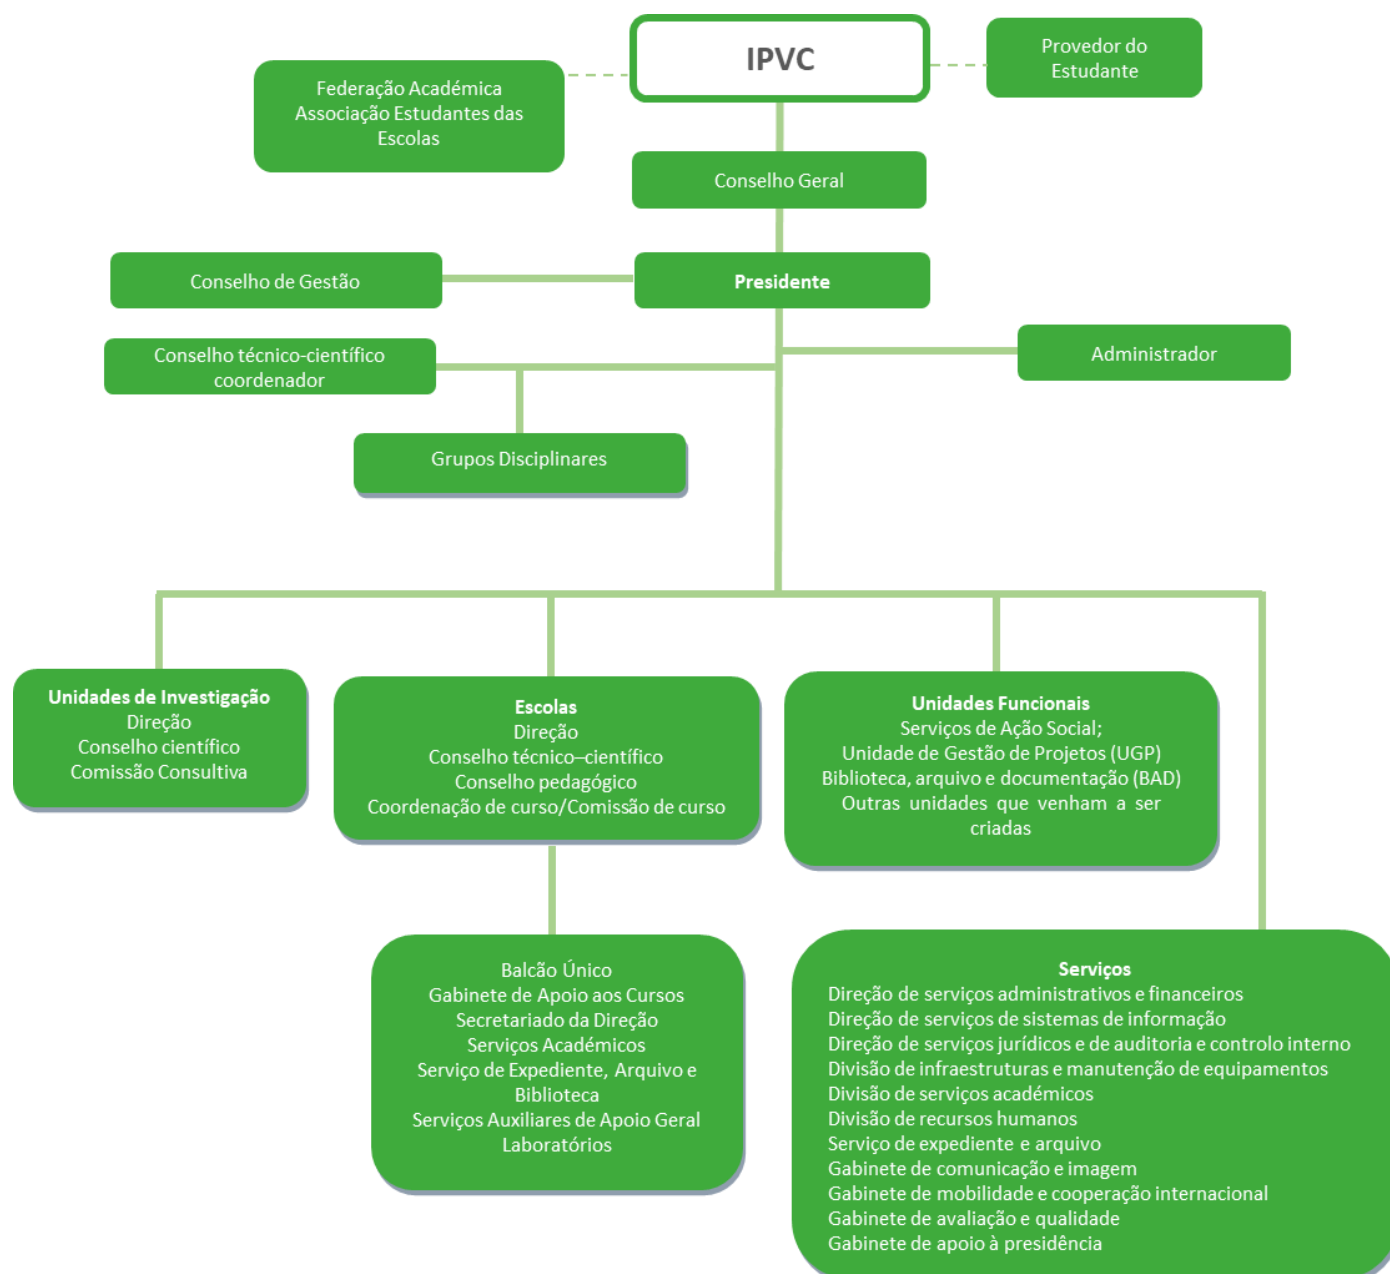 IPVC
Provedor do
Estudante
Federação Académica
Associação Estudantes das
Escolas
Conselho Geral
Conselho de Gestão
Presidente
Conselho técnico-científico
coordenador
Administrador
Grupos Disciplinares
Unidades de Investigação
Direção
Conselho científico
Comissão Consultiva
Escolas
Direção
Conselho técnico–científico
Conselho pedagógico
Coordenação de curso/Comissão de curso
Unidades Funcionais
Serviços de Ação Social;
Unidade de Gestão de Projetos (UGP)
Biblioteca, arquivo e documentação (BAD)
Outras unidades que venham a ser
criadas
Balcão Único
Gabinete de Apoio aos Cursos
Secretariado da Direção
Serviços Académicos
Serviço de Expediente, Arquivo e
Biblioteca
Serviços Auxiliares de Apoio Geral
Laboratórios
Serviços
Direção de serviços administrativos e financeiros
Direção de serviços de sistemas de informação
Direção de serviços jurídicos e de auditoria e controlo interno
Divisão de infraestruturas e manutenção de equipamentos
Divisão de serviços académicos
Divisão de recursos humanos
Serviço de expediente e arquivo
Gabinete de comunicação e imagem
Gabinete de mobilidade e cooperação internacional
Gabinete de avaliação e qualidade
Gabinete de apoio à presidência